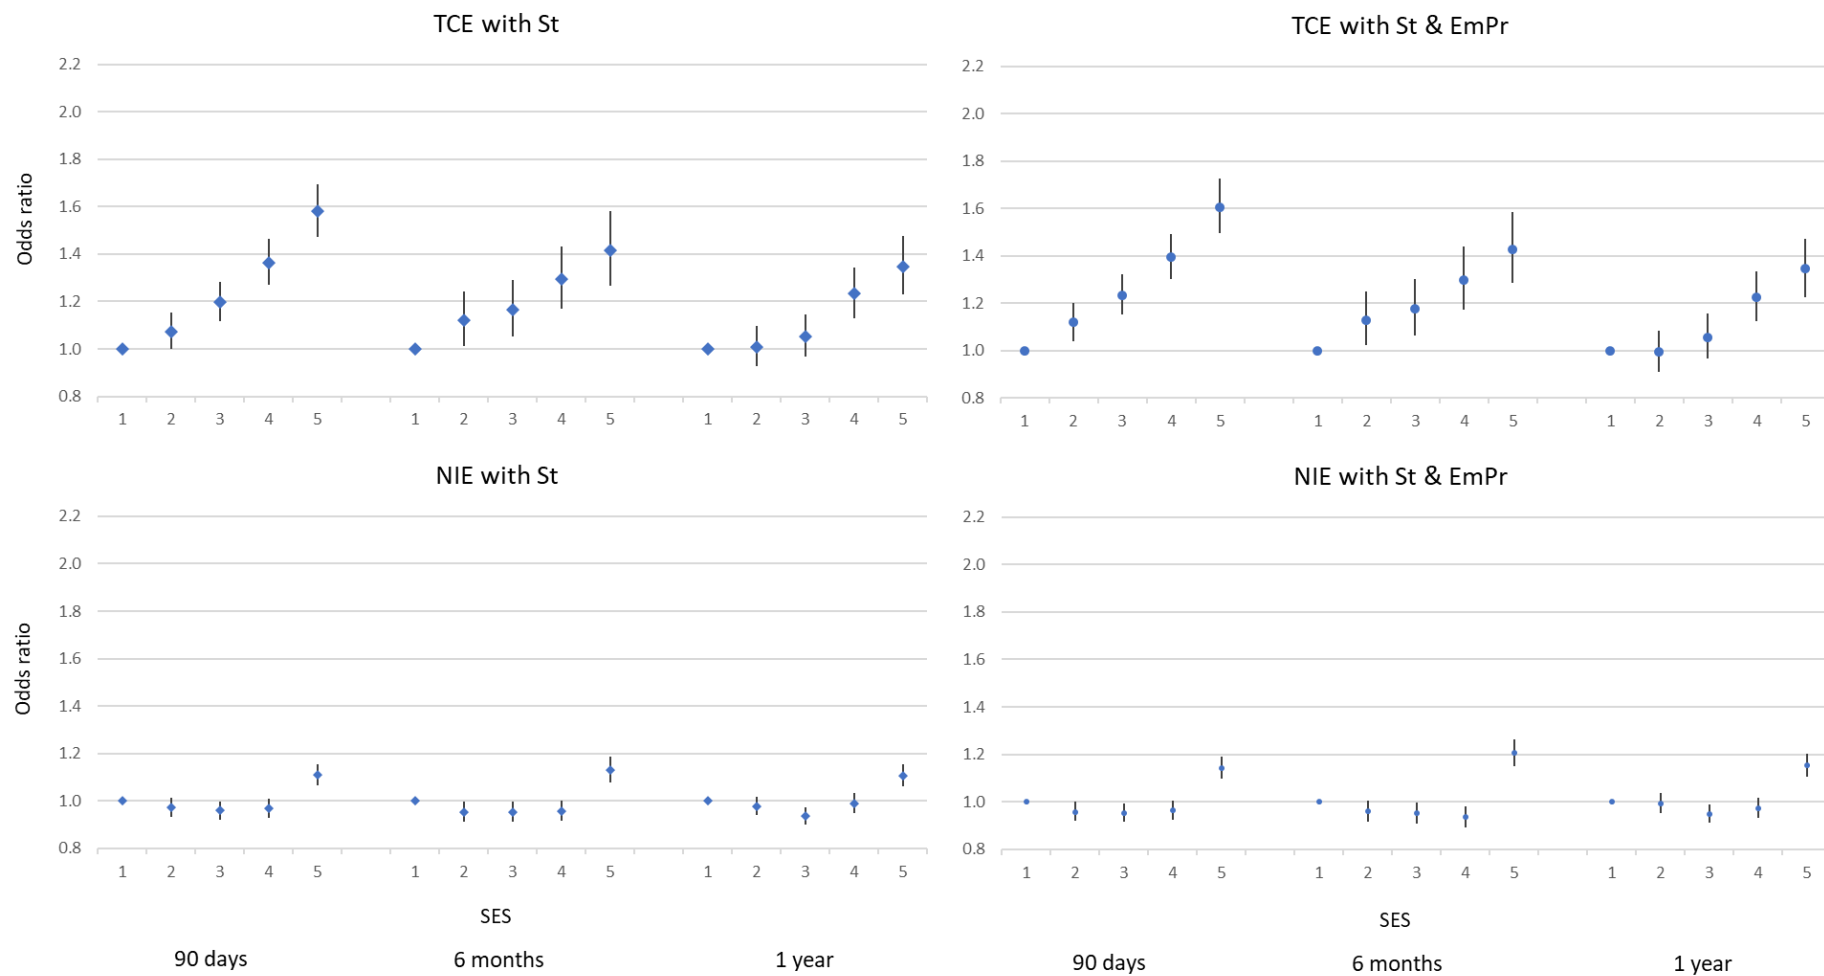 TCE with St
TCE with St & EmPr
2.2
2.0
1.8
1.6
1.4
1.2
1.0
0.8
Odds ratio
1 2 3 4 5 1 2 3 4 5 1 2 3 4 5
2.2
2.0
1.8
1.6
1.4
1.2
1.0
0.8
1 2 3 4 5 1 2 3 4 5 1 2 3 4 5
NIE with St
NIE with St & EmPr
2.2
2.0
1.8
1.6
1.4
1.2
1.0
0.8
Odds ratio
1 2 3 4 5 1 2 3 4 5 1 2 3 4 5
SES
90 days 6 months 1 year
2.2
2.0
1.8
1.6
1.4
1.2
1.0
0.8
1 2 3 4 5 1 2 3 4 5 1 2 3 4 5
SES
90 days 6 months 1 year